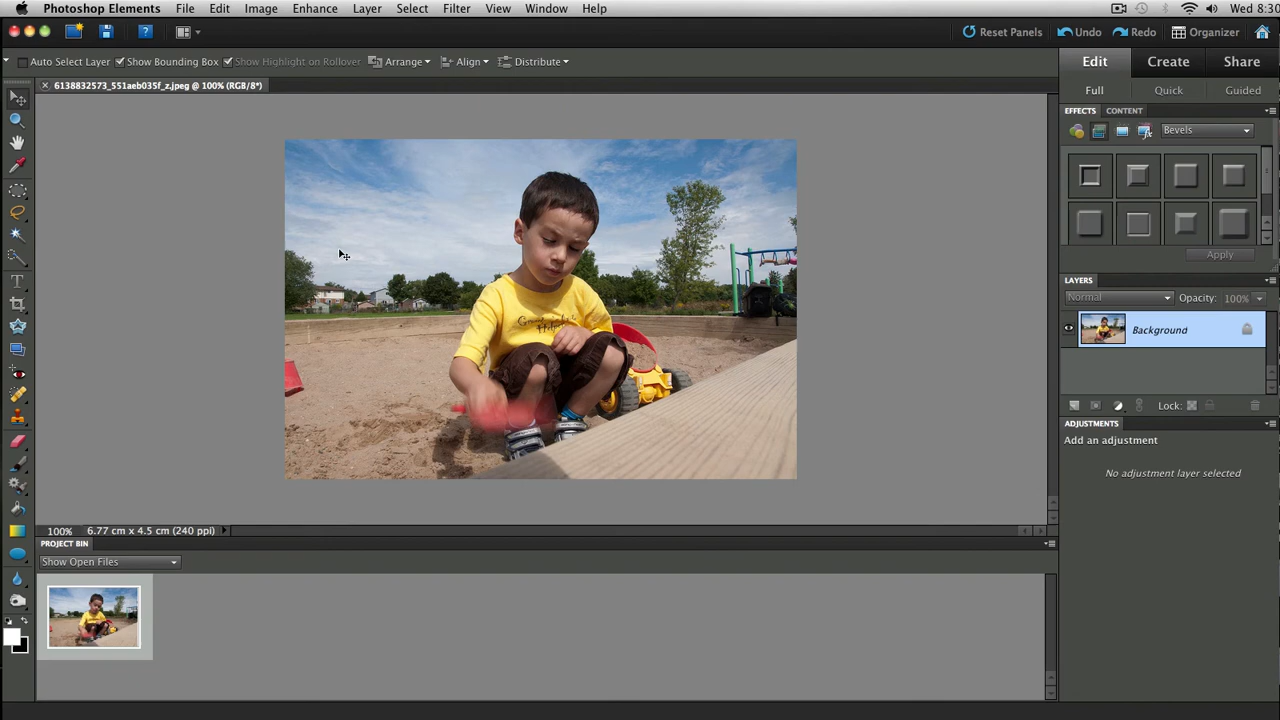 Photoshop Elements File Edit Image Enhance Layer Select Filter View Window Help Wed 8:30
? Reset Panels Undo Redo Organizer
Auto Select Layer Show Bounding Box Show Highlight on Rollover Arrange Align Distribute
Edit Create Share
6138832573_551aeb035f_z.jpeg @ 100% (RGB/8*)
Full Quick Guided
EFFECTS CONTENT
Bevels
Apply
LAYERS
Normal Opacity: 100%
Background
Lock:
ADJUSTMENTS
Add an adjustment
No adjustment layer selected
100% 6.77 cm x 4.5 cm (240 ppi)
PROJECT BIN
Show Open Files